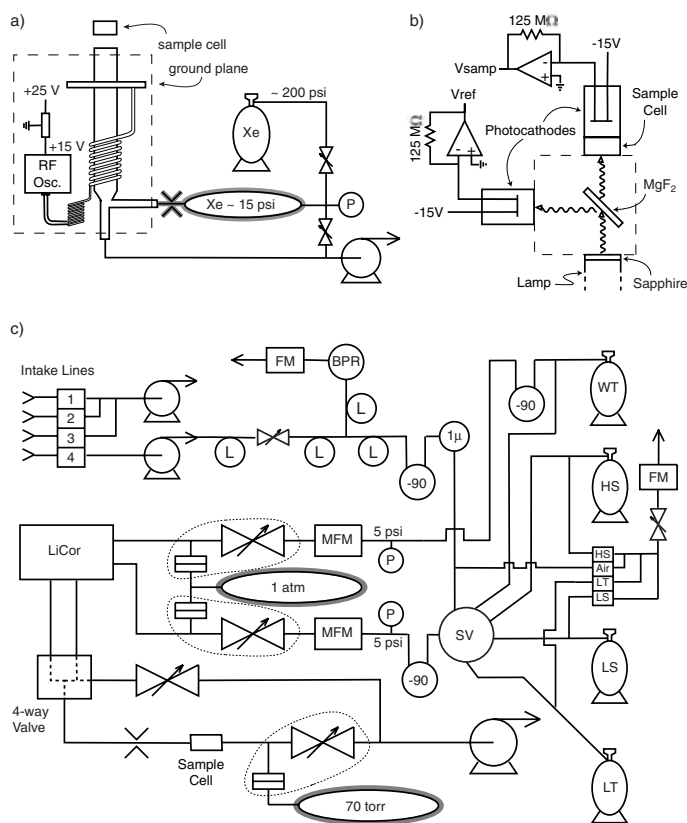 a)
sample cell
ground plane
+25 V
+15 V
RF
Osc.
~ 200 psi
Xe
Xe ~ 15 psi
P
b)
125 MΩ
-15V
Vsamp
- +
Sample
Cell
Vref
125 MΩ
- +
Photocathodes
MgF2
-15V
Lamp
Sapphire
c)
Intake Lines
1
2
3
4
FM
BPR
L
L
L
L
-90
1µ
-90
WT
HS
FM
HS
Air
LT
LS
LiCor
MFM
5 psi
P
1 atm
MFM
P
5 psi
-90
SV
LS
4-way
Valve
Sample
Cell
70 torr
LT